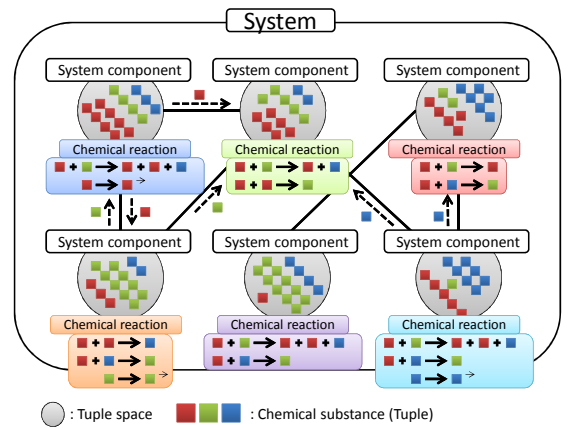 System
System component
System component
System component
Chemical reaction
Chemical reaction
Chemical reaction
+ + +
+ +
+
+
+
System component
System component
System component
Chemical reaction
Chemical reaction
Chemical reaction
+
+ + +
+ + +
+
+
+
: Tuple space
: Chemical substance (Tuple)